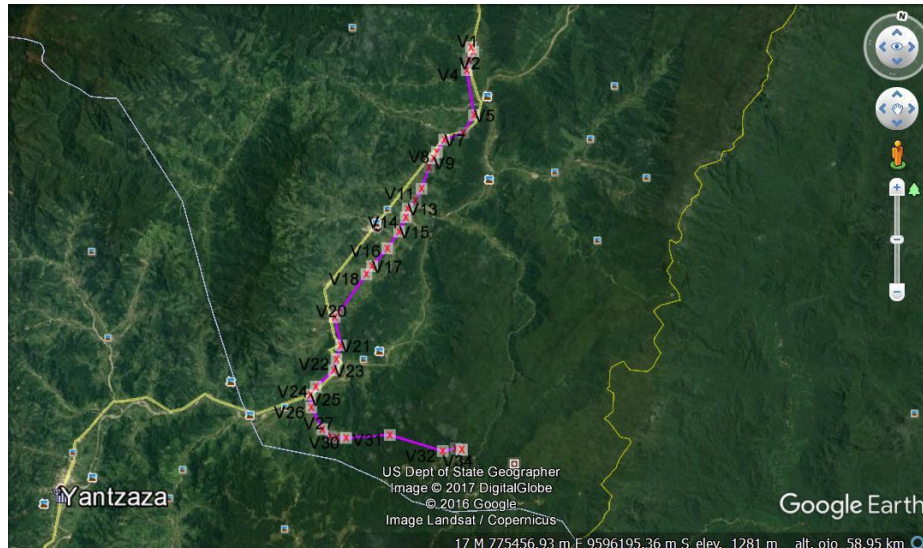 N
V1
V2
V4
V5
V7
V8
V9
V11
V13
V14
V15
V16
V17
V18
V20
V21
V22
V23
V24
V25
V26
V27
V30
V31
V32
V34
US Dept of State Geographer
Image © 2017 DigitalGlobe
© 2016 Google
Image Landsat / Copernicus
Yantzaza
Google Earth
17 M 775456.93 m E 9596195.36 m S elev. 1281 m alt. ojo 58.95 km